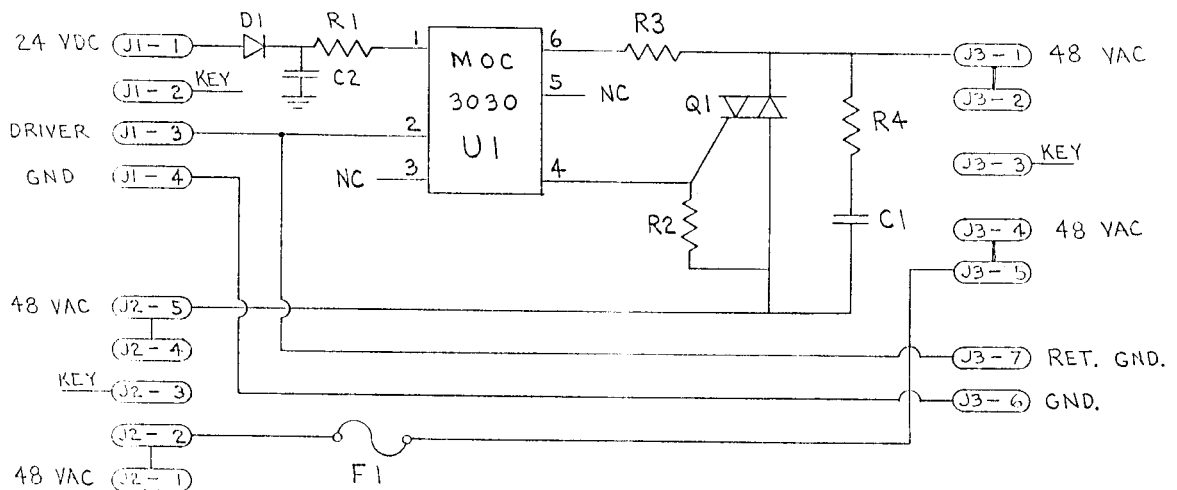 D1 R1 R3
24 VDC J1-1 1 MOC 6 J3-1 48 VAC
C2
J1-2 KEY 3030 5 NC Q1 J3-2
R4
DRIVER J1-3 2 U1 J3-3 KEY
GND J1-4 NC 3 4
R2 C1 J3-4 48 VAC
J3-5
48 VAC J2-5
J2-4 J3-7 RET. GND.
KEY J2-3 J3-6 GND.
J2-2
F1
48 VAC J2-1